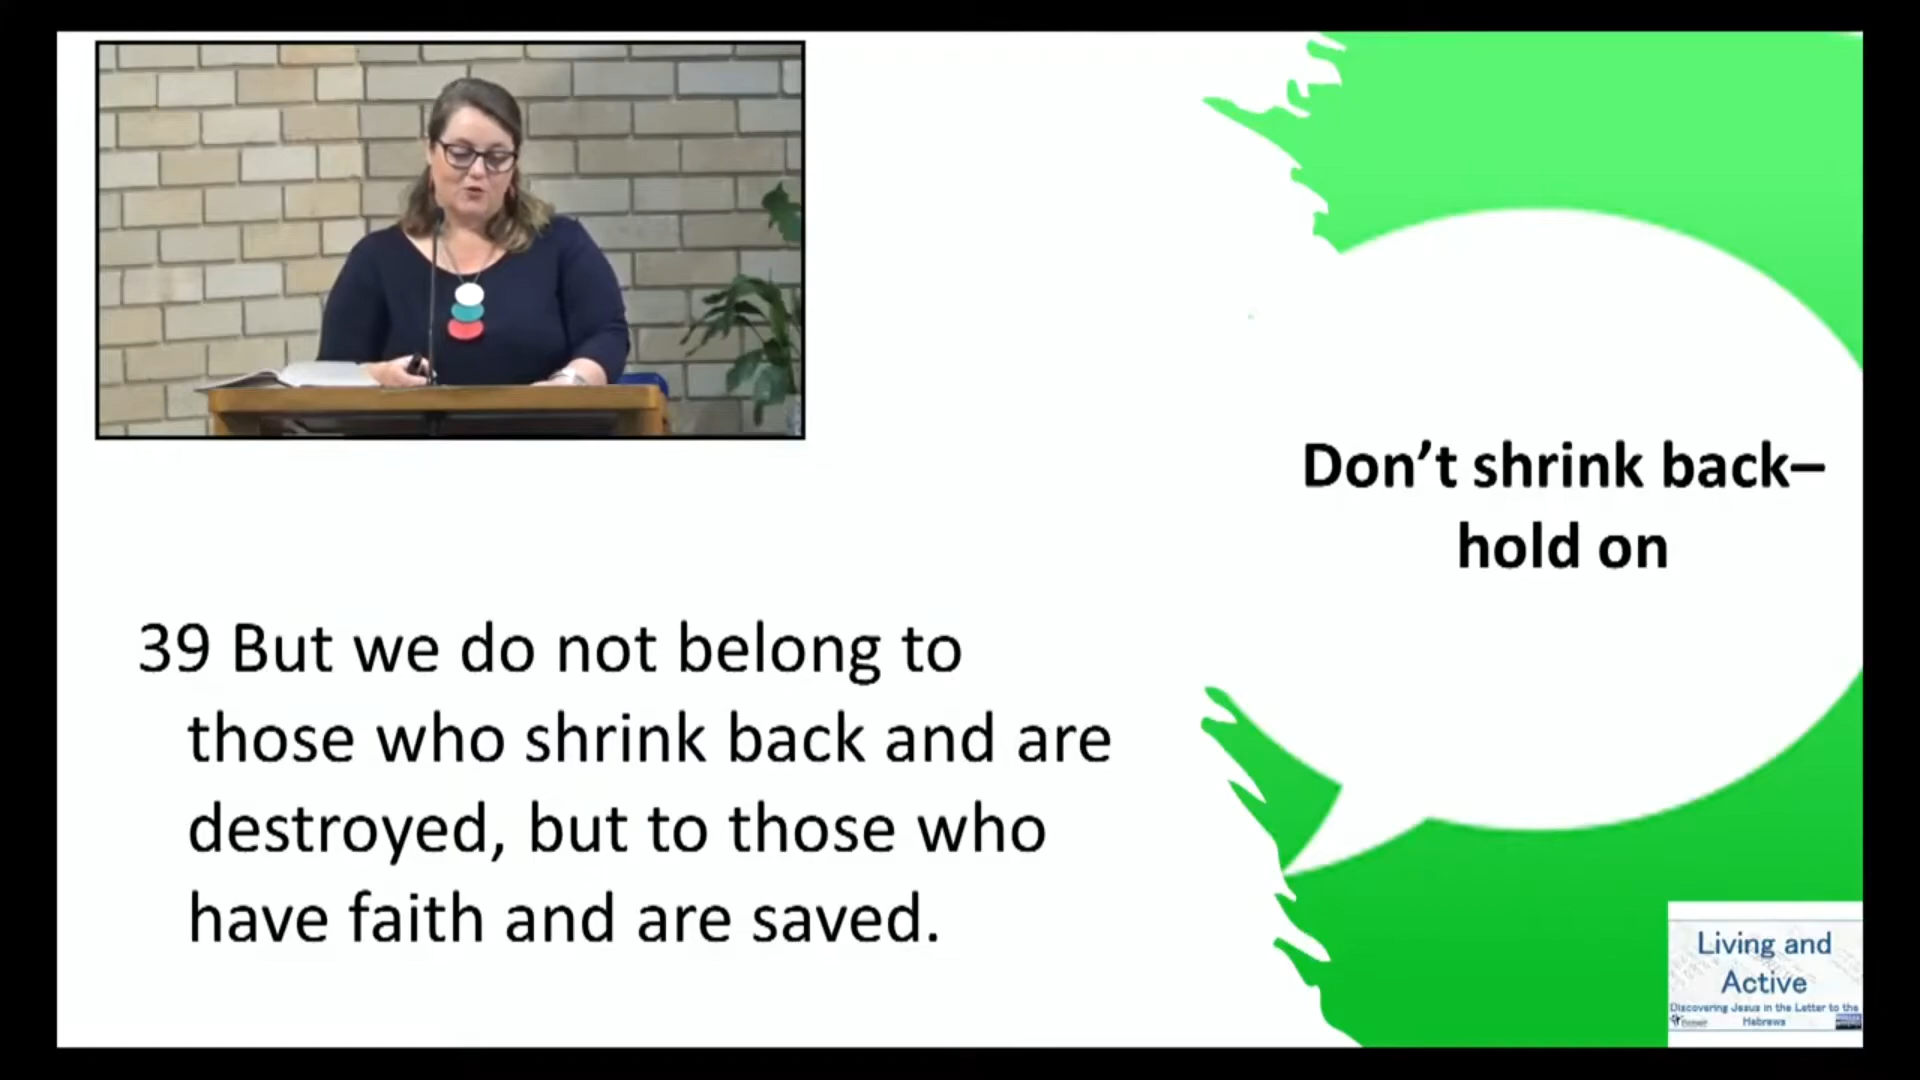 Don’t shrink back–
hold on
39 But we do not belong to
those who shrink back and are
destroyed, but to those who
have faith and are saved.
Living and
Active
Discovering Jesus in the Letter to the
Hebrews